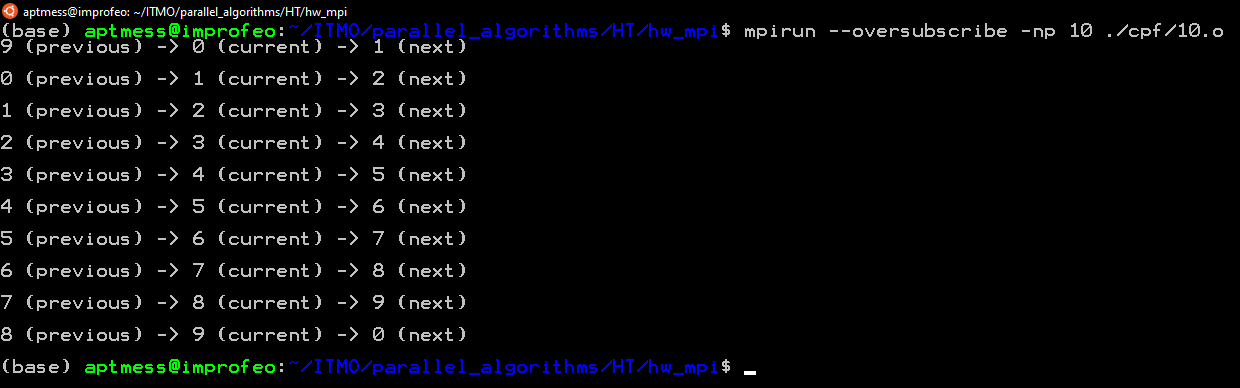 aptmess@improfeo: ~/ITMO/parallel_algorithms/HT/hw_mpi
(base) aptmess@improfeo:~/ITMO/parallel_algorithms/HT/hw_mpi$ mpirun --oversubscribe -np 10 ./cpf/10.o
9 (previous) -> 0 (current) -> 1 (next)
0 (previous) -> 1 (current) -> 2 (next)
1 (previous) -> 2 (current) -> 3 (next)
2 (previous) -> 3 (current) -> 4 (next)
3 (previous) -> 4 (current) -> 5 (next)
4 (previous) -> 5 (current) -> 6 (next)
5 (previous) -> 6 (current) -> 7 (next)
6 (previous) -> 7 (current) -> 8 (next)
7 (previous) -> 8 (current) -> 9 (next)
8 (previous) -> 9 (current) -> 0 (next)
(base) aptmess@improfeo:~/ITMO/parallel_algorithms/HT/hw_mpi$